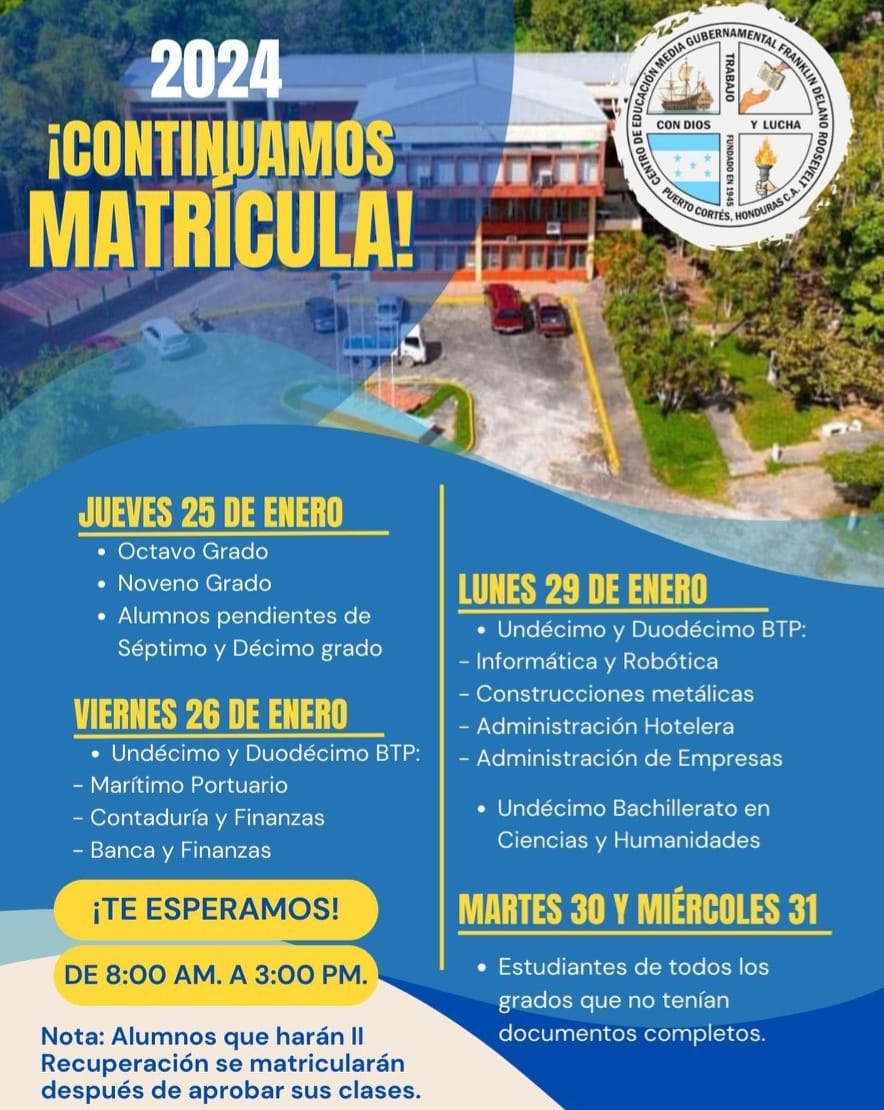 2024
¡CONTINUAMOS
MATRÍCULA!
CENTRO DE EDUCACIÓN MEDIA GUBERNAMENTAL FRANKLIN DELANO ROOSEVELT
TRABAJO
CON DIOS Y LUCHA
FUNDADO EN 1945
PUERTO CORTÉS, HONDURAS C.A.
JUEVES 25 DE ENERO
• Octavo Grado
• Noveno Grado
• Alumnos pendientes de
Séptimo y Décimo grado
VIERNES 26 DE ENERO
• Undécimo y Duodécimo BTP:
- Marítimo Portuario
- Contaduría y Finanzas
- Banca y Finanzas
¡TE ESPERAMOS!
DE 8:00 AM. A 3:00 PM.
Nota: Alumnos que harán II
Recuperación se matricularán
después de aprobar sus clases.
LUNES 29 DE ENERO
• Undécimo y Duodécimo BTP:
- Informática y Robótica
- Construcciones metálicas
- Administración Hotelera
- Administración de Empresas
• Undécimo Bachillerato en
Ciencias y Humanidades
MARTES 30 Y MIÉRCOLES 31
• Estudiantes de todos los
grados que no tenían
documentos completos.